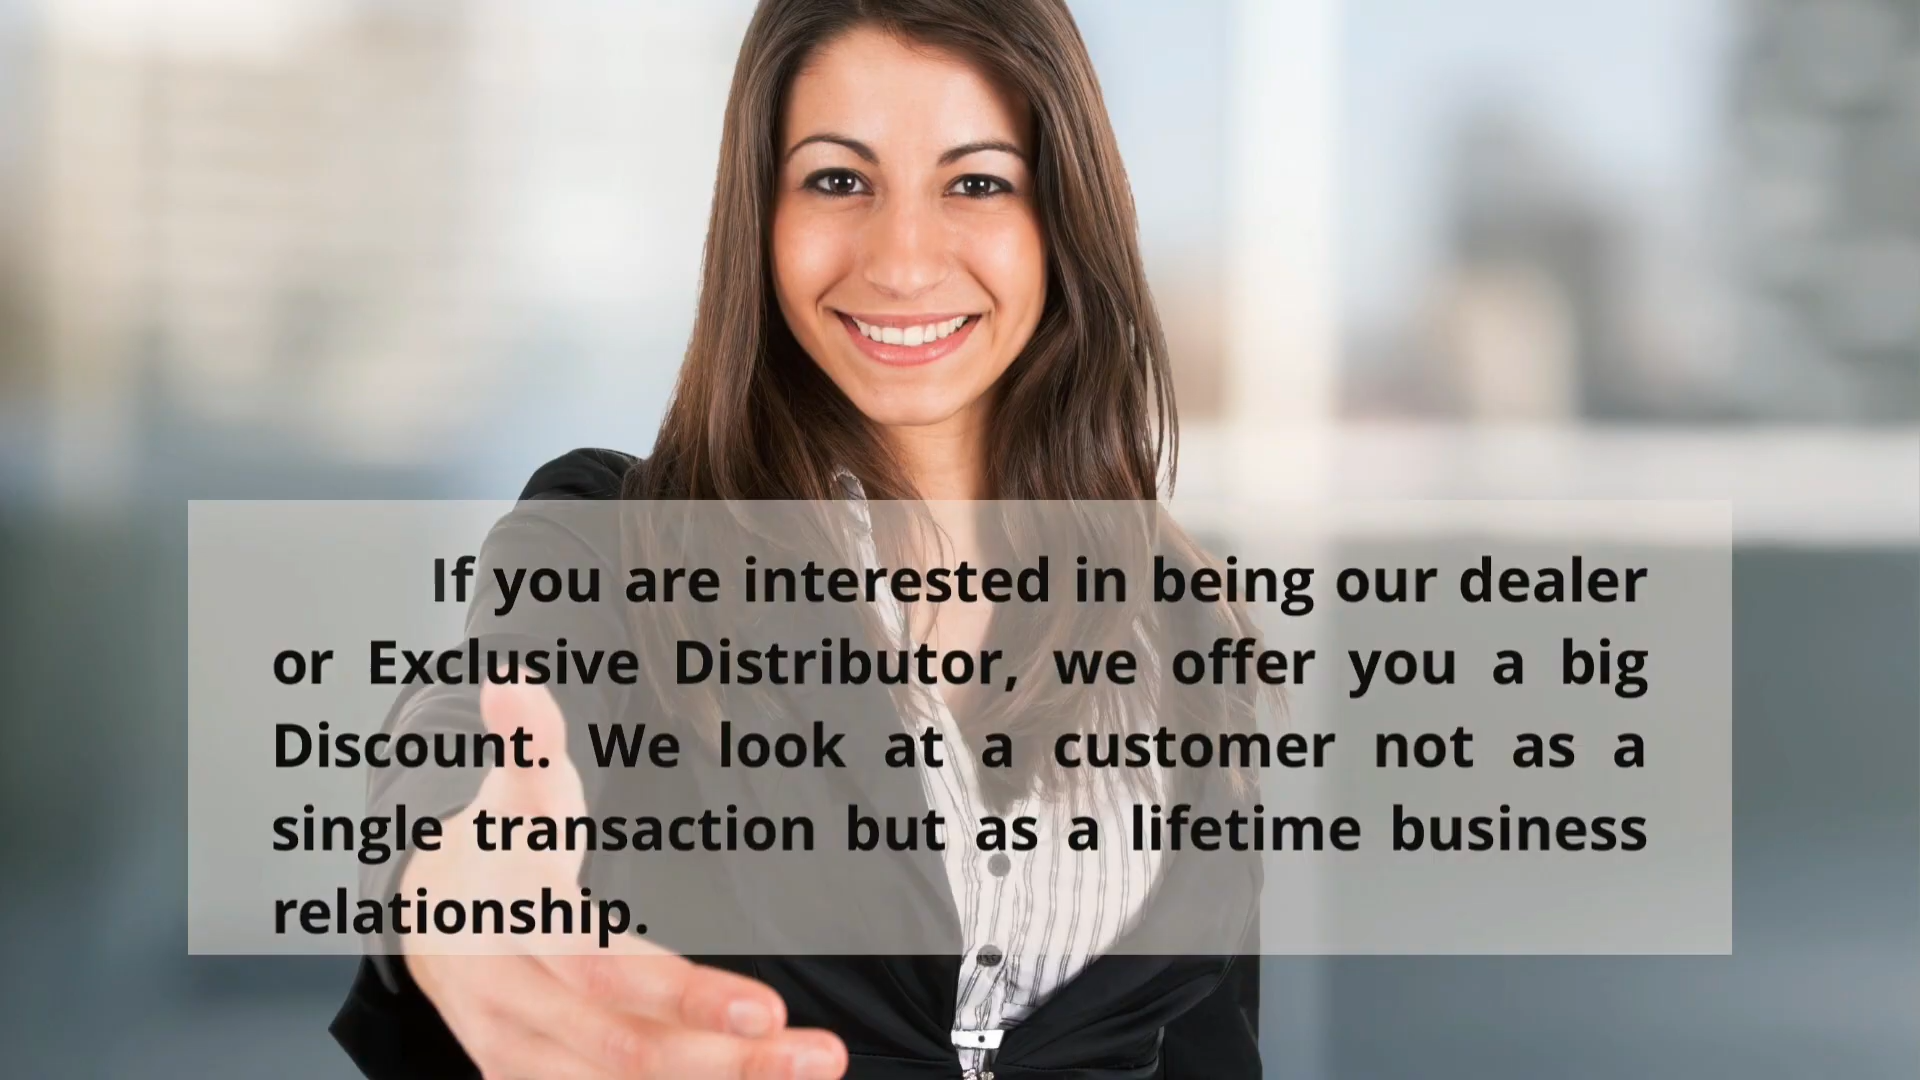 If you are interested in being our dealer
or Exclusive Distributor, we offer you a big
Discount. We look at a customer not as a
single transaction but as a lifetime business
relationship.